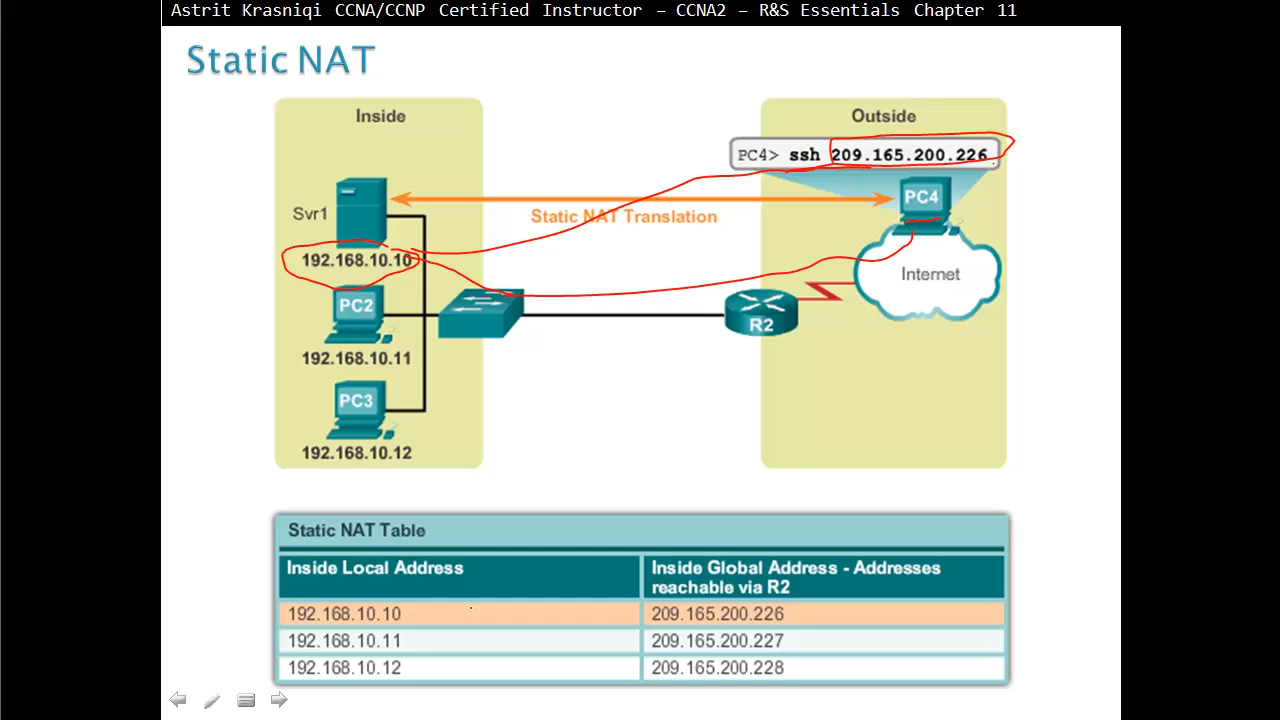 Astrit Krasniqi CCNA/CCNP Certified Instructor – CCNA2 – R&S Essentials Chapter 11
Static NAT
Inside
Outside
PC4> ssh 209.165.200.226
PC4
Svr1
Static NAT Translation
192.168.10.10
Internet
PC2
R2
192.168.10.11
PC3
192.168.10.12
Static NAT Table
Inside Local Address
Inside Global Address - Addresses
reachable via R2
192.168.10.10 209.165.200.226
192.168.10.11 209.165.200.227
192.168.10.12 209.165.200.228